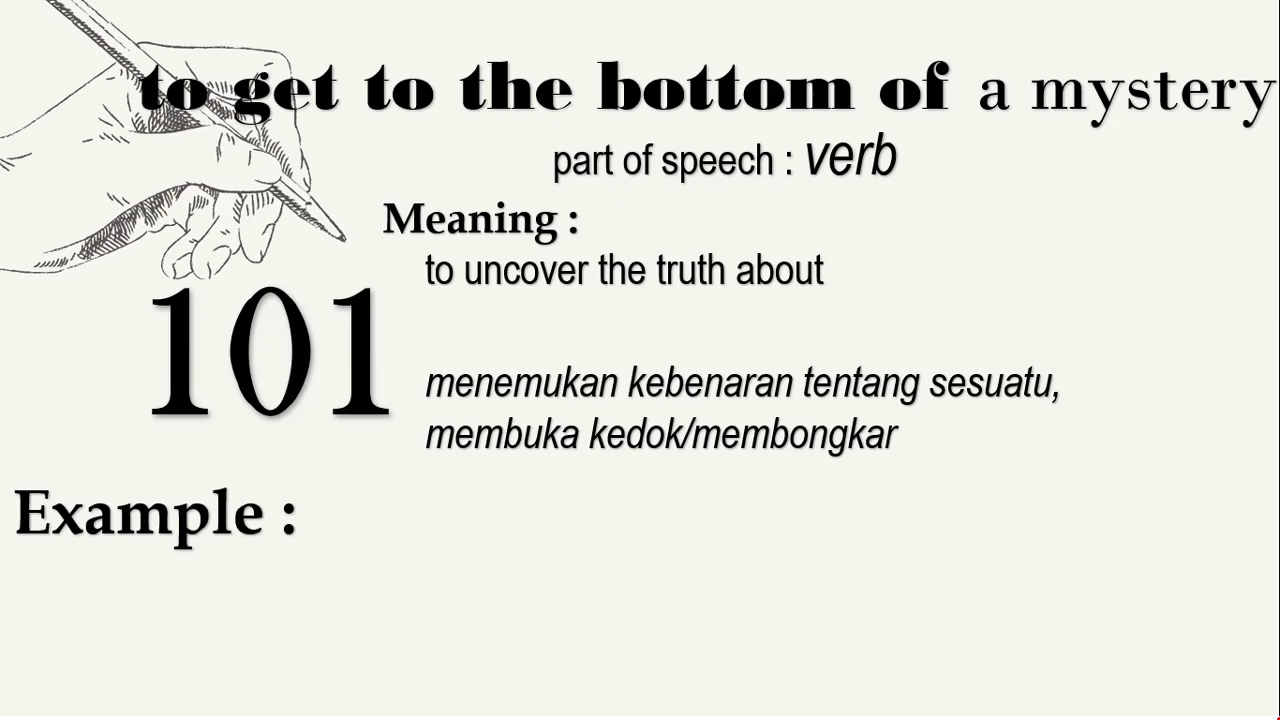 to get to the bottom of a mystery
part of speech : verb
Meaning :
to uncover the truth about
101
menemukan kebenaran tentang sesuatu,
membuka kedok/membongkar
Example :